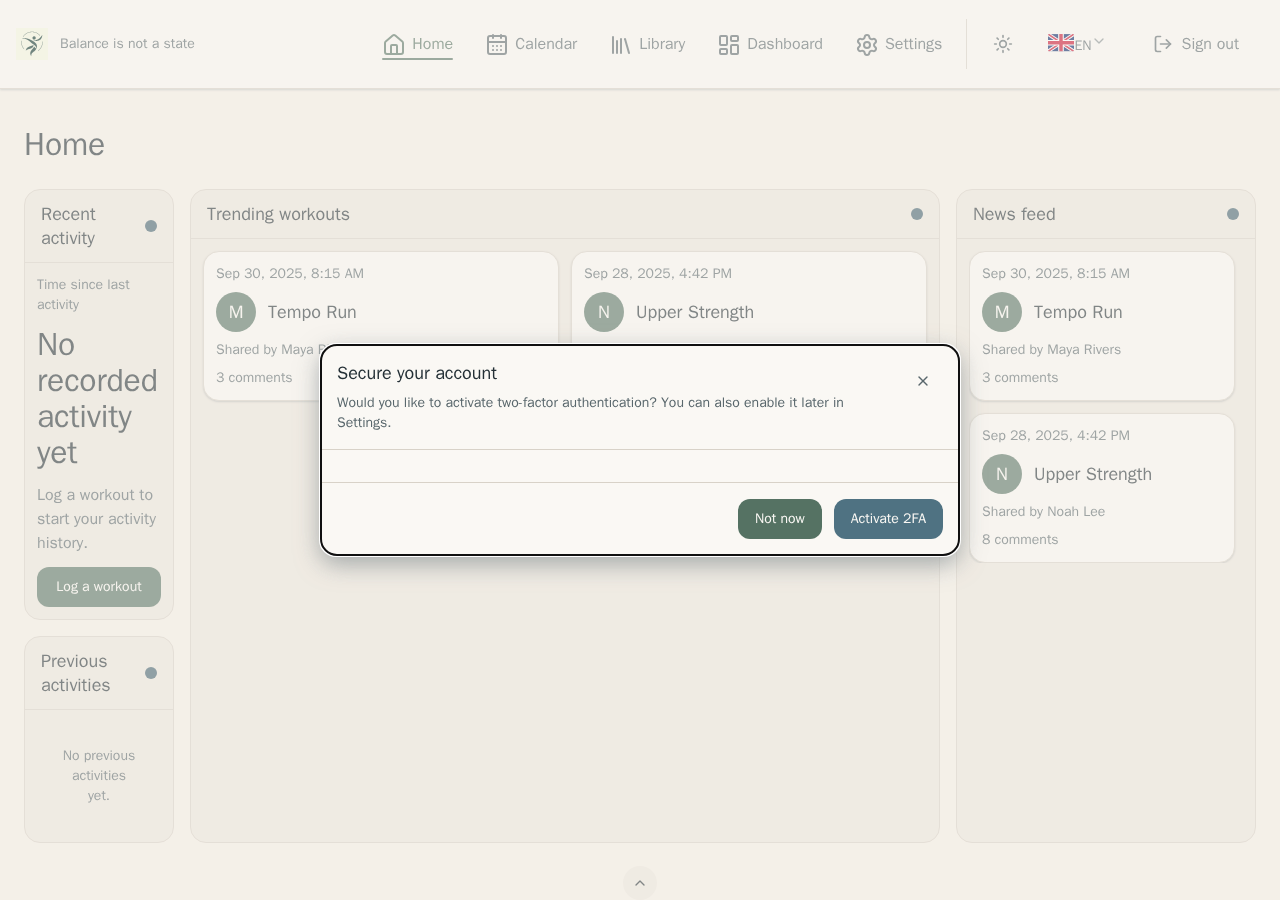 Balance is not a state
Home
Calendar
Library
Dashboard
Settings
EN
Sign out
Home
Recent
activity
Time since last
activity
No
recorded
activity
yet
Log a workout to
start your activity
history.
Log a workout
Previous
activities
No previous
activities
yet.
Trending workouts
Sep 30, 2025, 8:15 AM
M
Tempo Run
Shared by Maya R
3 comments
Sep 28, 2025, 4:42 PM
N
Upper Strength
Secure your account
Would you like to activate two-factor authentication? You can also enable it later in
Settings.
Not now
Activate 2FA
News feed
Sep 30, 2025, 8:15 AM
M
Tempo Run
Shared by Maya Rivers
3 comments
Sep 28, 2025, 4:42 PM
N
Upper Strength
Shared by Noah Lee
8 comments